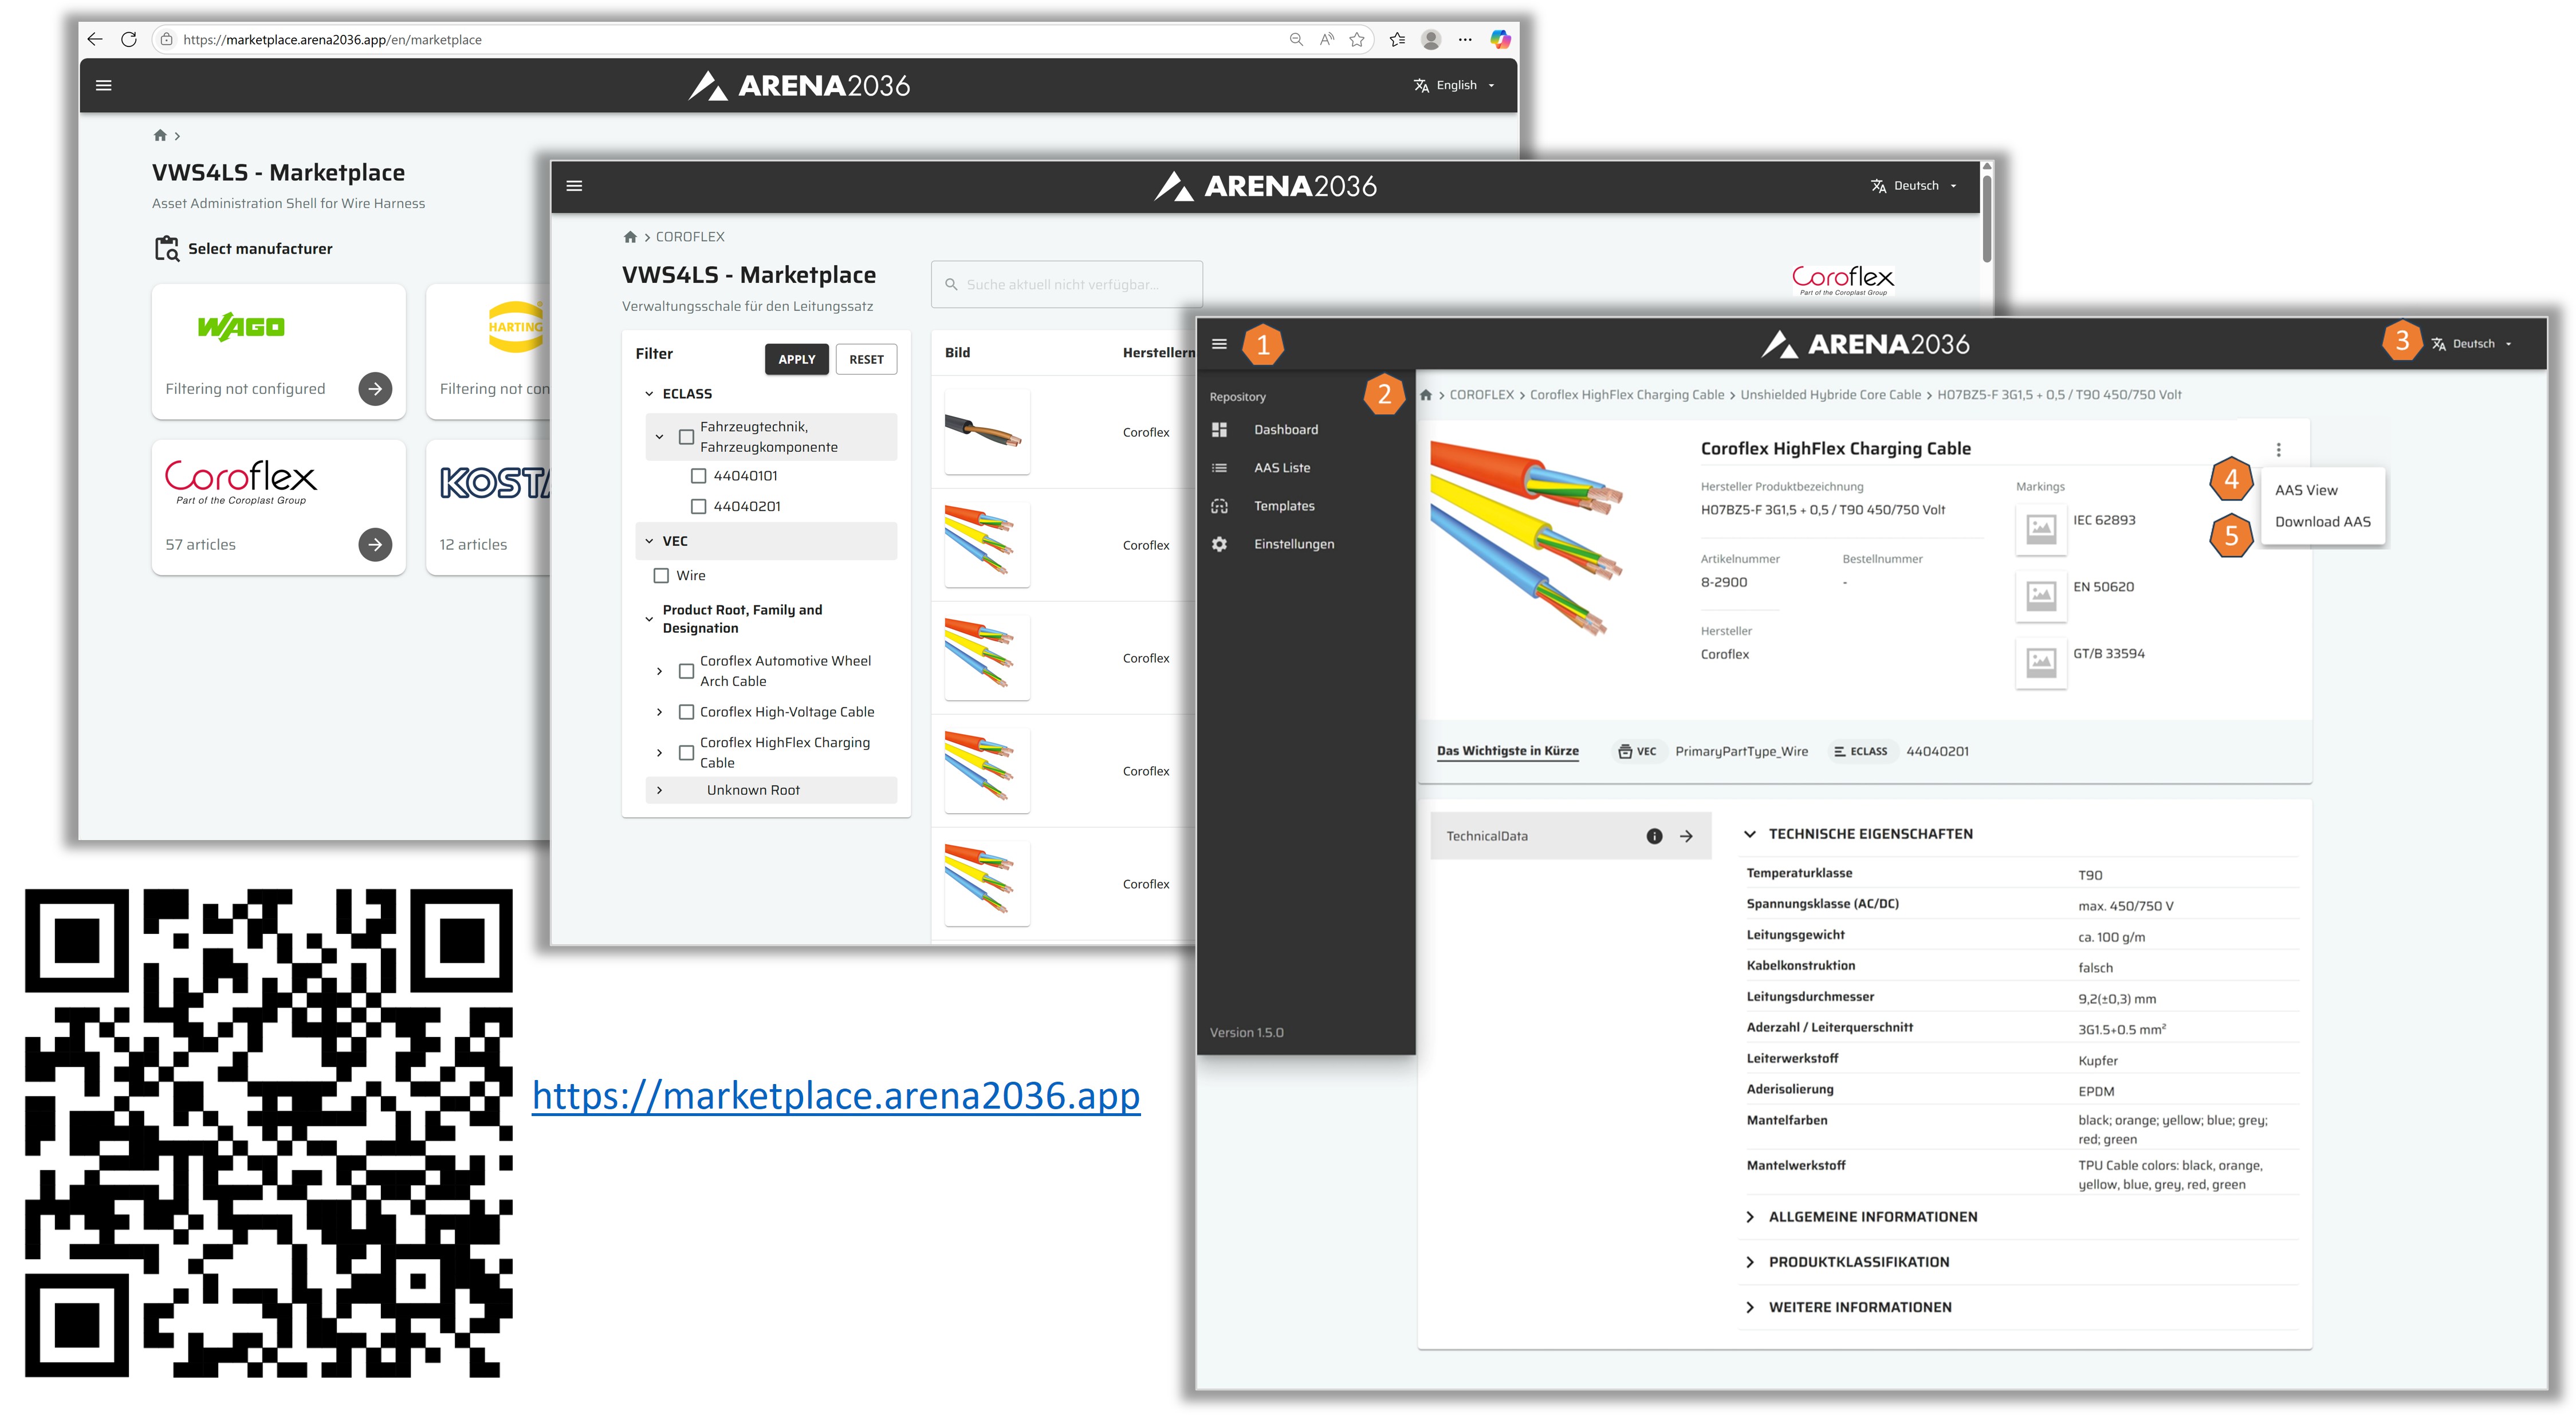 https://marketplace.arena2036.app/en/marketplace
ARENA2036
English
VWS4LS - Marketplace
Asset Administration Shell for Wire Harness
Select manufacturer
WAGO
Filtering not configured
HARTING
Filtering not con
Coroflex
Part of the Coroplast Group
57 articles
KOSTA
12 articles
ARENA2036
Deutsch
COROFLEX
VWS4LS - Marketplace
Verwaltungsschale für den Leitungssatz
Suche aktuell nicht verfügbar...
Coroflex
Part of the Coroplast Group
Filter
APPLY
RESET
ECLASS
Fahrzeugtechnik,
Fahrzeugkomponente
44040101
44040201
VEC
Wire
Product Root, Family and
Designation
Coroflex Automotive Wheel
Arch Cable
Coroflex High-Voltage Cable
Coroflex HighFlex Charging
Cable
Unknown Root
Bild
Herstellern
Coroflex
Coroflex
Coroflex
Coroflex
Coroflex
1
ARENA2036
3
Deutsch
Repository
2
Dashboard
AAS Liste
Templates
Einstellungen
Version 1.5.0
COROFLEX > Coroflex HighFlex Charging Cable > Unshielded Hybride Core Cable > H07BZ5-F 3G1,5 + 0,5 / T90 450/750 Volt
Coroflex HighFlex Charging Cable
Hersteller Produktbezeichnung
H07BZ5-F 3G1,5 + 0,5 / T90 450/750 Volt
Artikelnummer
8-2900
Bestellnummer
-
Hersteller
Coroflex
Markings
IEC 62893
EN 50620
GT/B 33594
4
AAS View
5
Download AAS
Das Wichtigste in Kürze
VEC
PrimaryPartType_Wire
ECLASS
44040201
TechnicalData
TECHNISCHE EIGENSCHAFTEN
Temperaturklasse
T90
Spannungsklasse (AC/DC)
max. 450/750 V
Leitungsgewicht
ca. 100 g/m
Kabelkonstruktion
falsch
Leitungsdurchmesser
9,2(±0,3) mm
Aderzahl / Leiterquerschnitt
3G1.5+0.5 mm²
Leiterwerkstoff
Kupfer
Aderisolierung
EPDM
Mantelfarben
black; orange; yellow; blue; grey;
red; green
Mantelwerkstoff
TPU Cable colors: black, orange,
yellow, blue, grey, red, green
ALLGEMEINE INFORMATIONEN
PRODUKTKLASSIFIKATION
WEITERE INFORMATIONEN
https://marketplace.arena2036.app